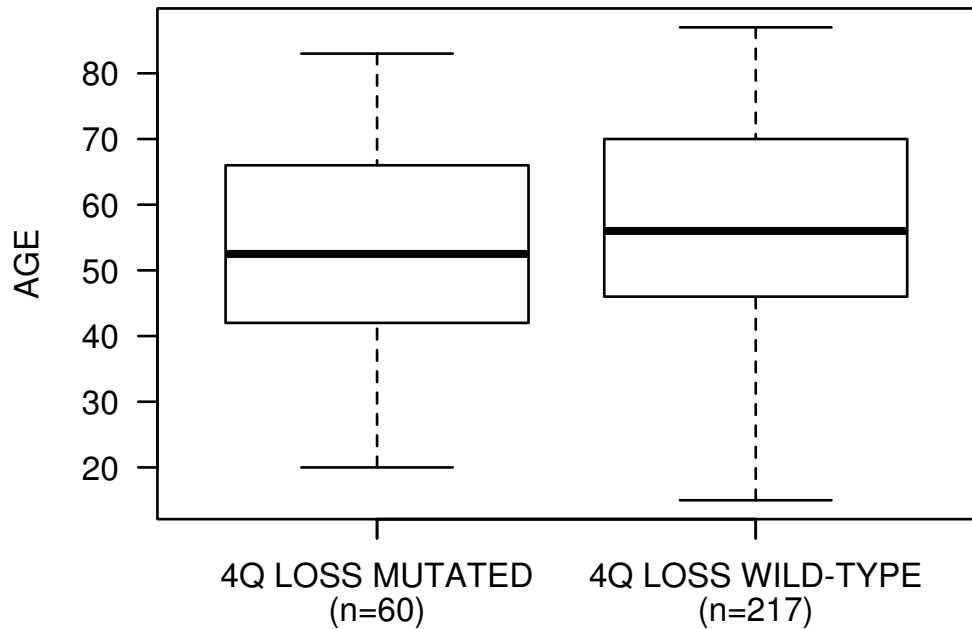 AGE
80
70
60
50
40
30
20
4Q LOSS MUTATED
(n=60)
4Q LOSS WILD-TYPE
(n=217)